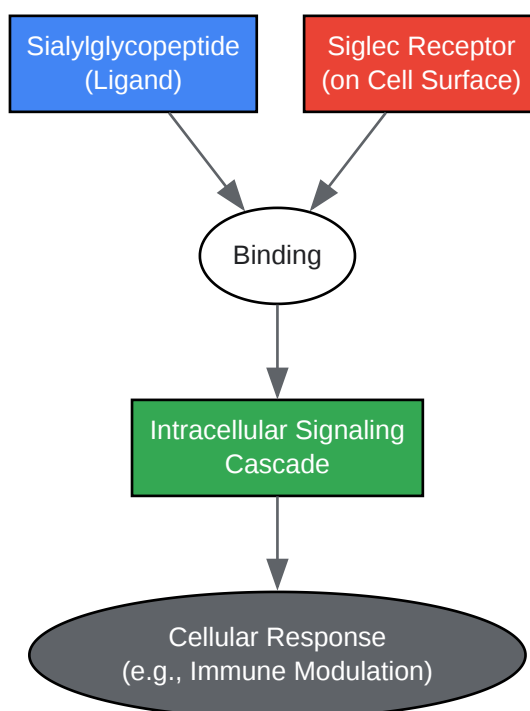 Sialylglycopeptide
(Ligand)
Siglec Receptor
(on Cell Surface)
Binding
Intracellular Signaling
Cascade
Cellular Response
(e.g., Immune Modulation)